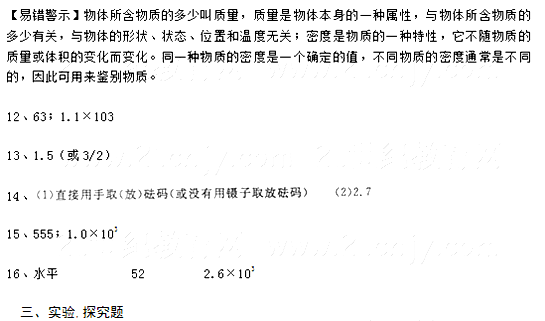 【易错警示】物体所含物质的多少叫质量，质量是物体本身的一种属性，与物体所含物质的
多少有关，与物体的形状、状态、位置和温度无关；密度是物质的一种特性，它不随物质的
质量或体积的变化而变化。同一种物质的密度是一个确定的值，不同物质的密度通常是不同
的，因此可用来鉴别物质。
12、63；1.1×103
13、1.5（或3/2）
14、(1)直接用手取(放)砝码(或没有用镊子取放砝码) (2)2.7
15、555；1.0×10³
16、水平 52 2.6×10³
三、实验,探究题